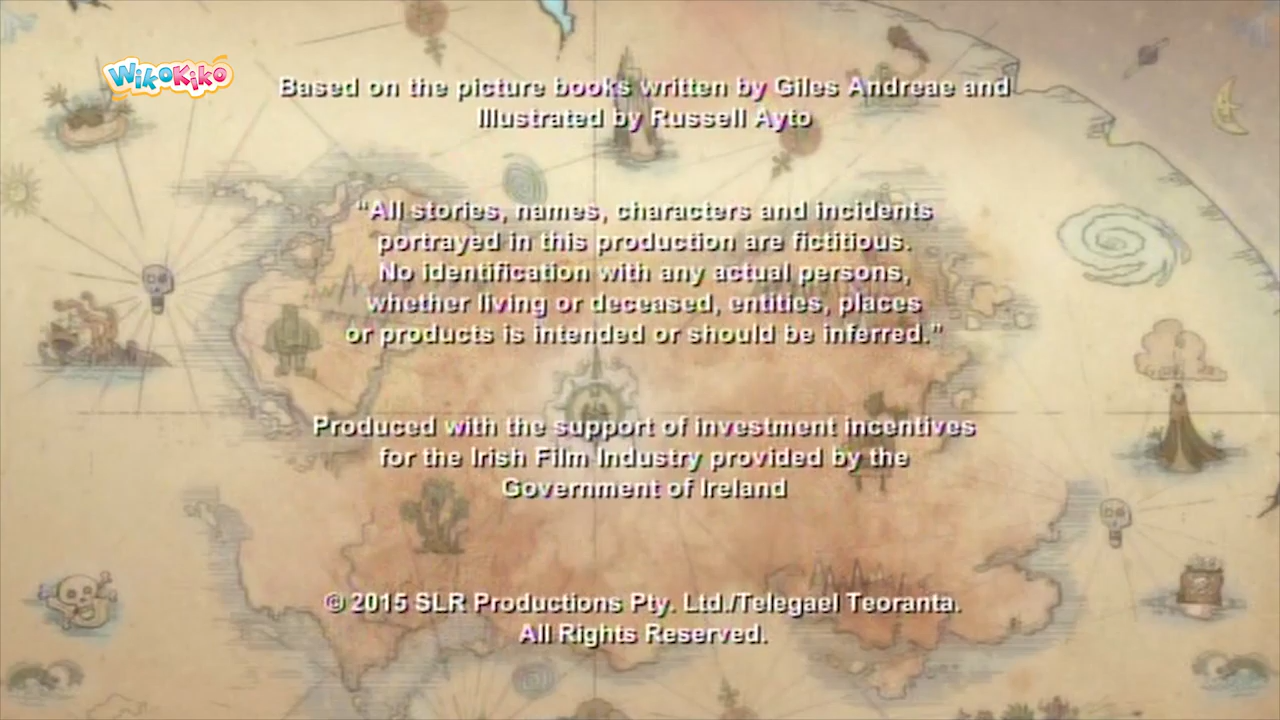 WikoKiko
Based on the picture books written by Giles Andreae and
Illustrated by Russell Ayto
"All stories, names, characters and incidents
portrayed in this production are fictitious.
No identification with any actual persons,
whether living or deceased, entities, places
or products is intended or should be inferred."
Produced with the support of investment incentives
for the Irish Film Industry provided by the
Government of Ireland
© 2015 SLR Productions Pty. Ltd./Telegael Teoranta.
All Rights Reserved.